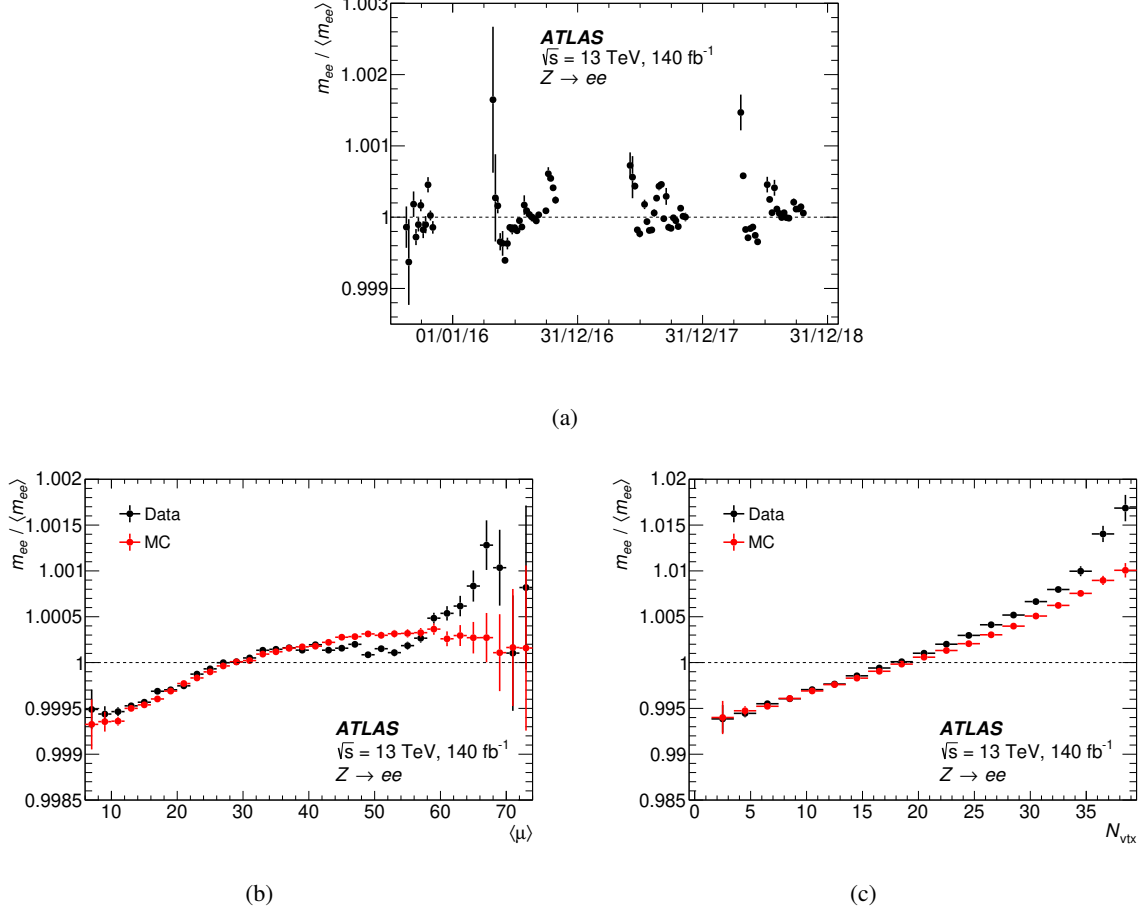 1.003
1.002
1.001
1
0.999
m_ee / ⟨m_ee⟩
ATLAS
√s = 13 TeV, 140 fb⁻¹
Z → ee
01/01/16 31/12/16 31/12/17 31/12/18
(a)
1.002
1.0015
1.001
1.0005
1
0.9995
0.999
0.9985
m_ee / ⟨m_ee⟩
Data
MC
ATLAS
√s = 13 TeV, 140 fb⁻¹
Z → ee
10 20 30 40 50 60 70
⟨μ⟩
(b)
1.02
1.015
1.01
1.005
1
0.995
0.99
0.985
m_ee / ⟨m_ee⟩
Data
MC
ATLAS
√s = 13 TeV, 140 fb⁻¹
Z → ee
0 5 10 15 20 25 30 35
N_vtx
(c)